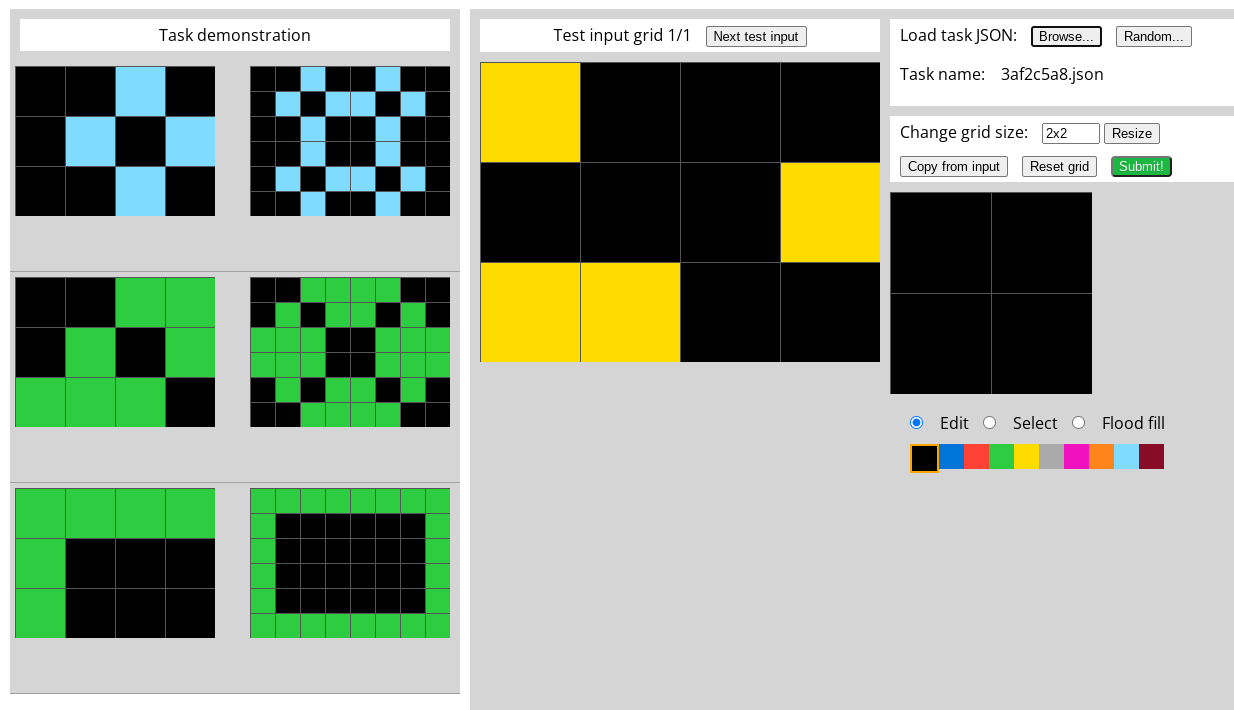 Task demonstration
Test input grid 1/1 Next test input
Load task JSON: Browse... Random...
Task name: 3af2c5a8.json
Change grid size: 2x2 Resize
Copy from input Reset grid Submit!
Edit Select Flood fill